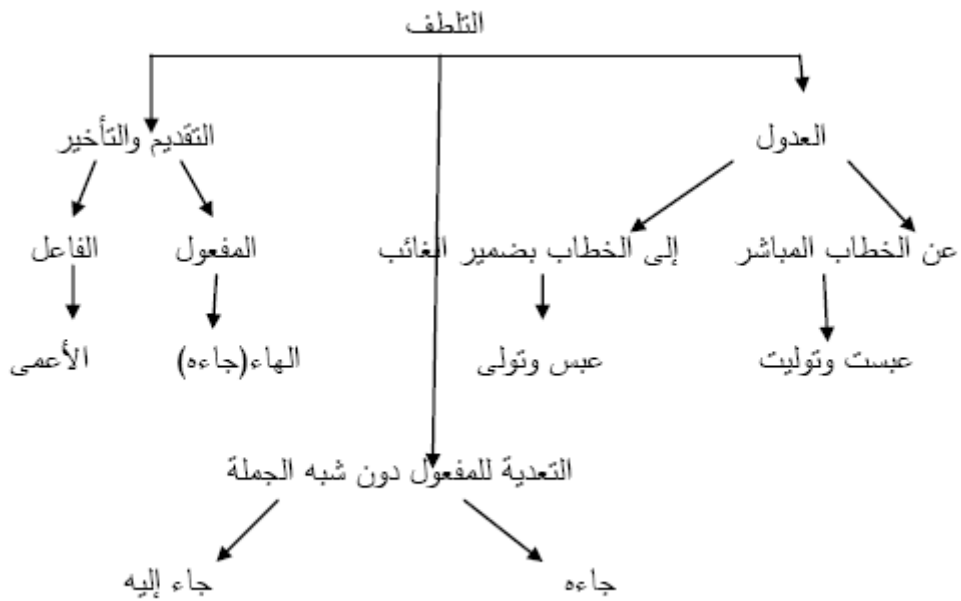 التلطف
العدول
التقديم والتأخير
عن الخطاب المباشر
إلى الخطاب بضمير الغائب
المفعول
الفاعل
عبست وتوليت
عبس وتولى
الهاء(جاءه)
الأعمى
التعدية للمفعول دون شبه الجملة
جاءه
جاء إليه